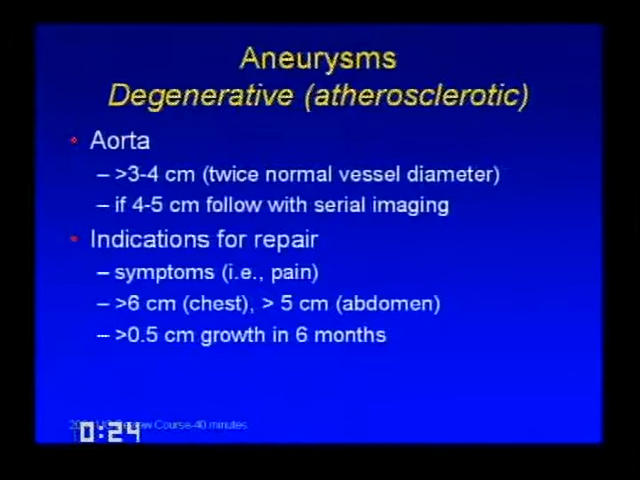 Aneurysms
Degenerative (atherosclerotic)
• Aorta
– >3-4 cm (twice normal vessel diameter)
– if 4-5 cm follow with serial imaging
• Indications for repair
– symptoms (i.e., pain)
– >6 cm (chest), > 5 cm (abdomen)
– >0.5 cm growth in 6 months
Course-40 minutes
0:24